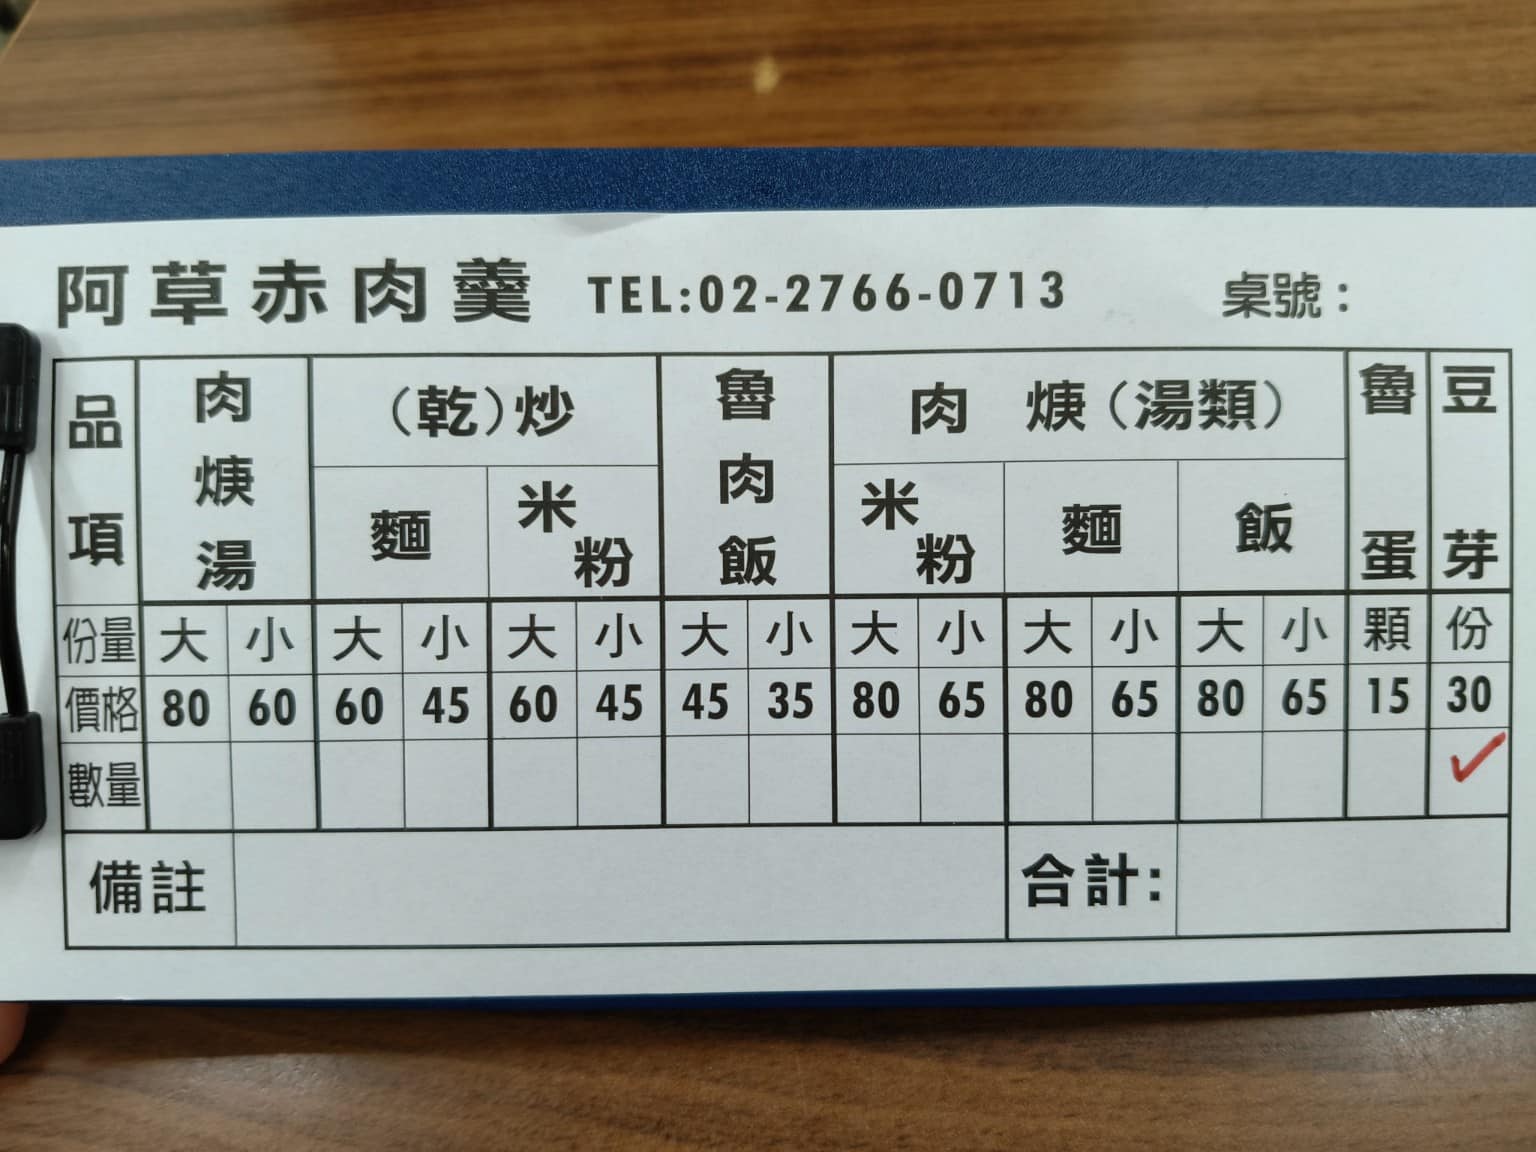 阿草赤肉羹 TEL:02-2766-0713 桌號：
品項 肉焿湯 （乾）炒 魯肉飯 肉 焿（湯類） 魯蛋 豆芽
麵 米粉 米粉 麵 飯
份量 大 小 大 小 大 小 大 小 大 小 大 小 大 小 顆 份
價格 80 60 60 45 60 45 45 35 80 65 80 65 80 65 15 30
數量 ✓
備註 合計: